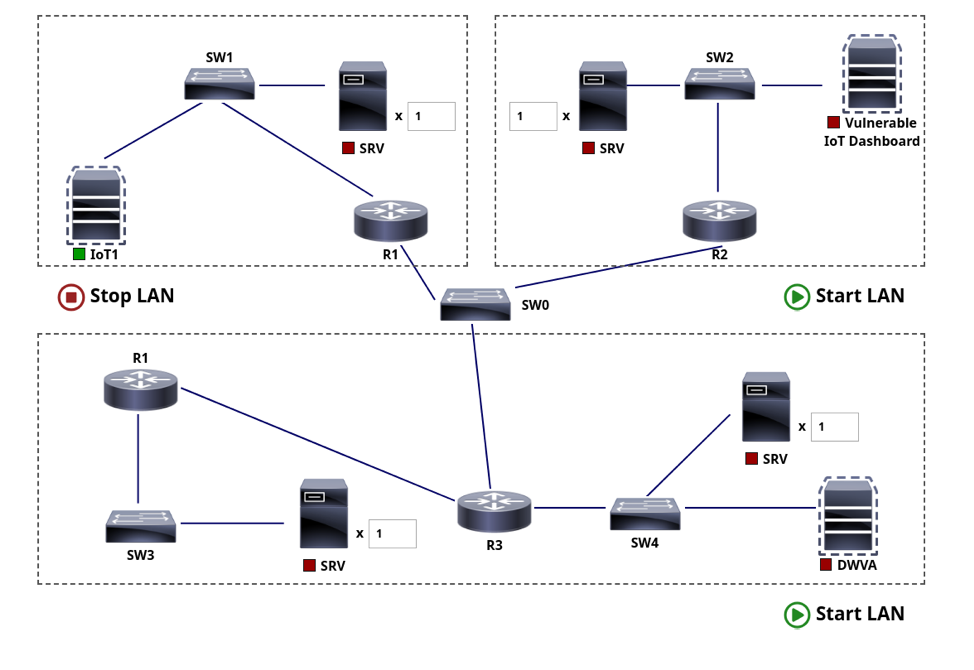 SW1
x 1
SRV
IoT1
R1
Stop LAN
SW2
1 x
SRV
Vulnerable
IoT Dashboard
R2
Start LAN
SW0
R1
SW3
x 1
SRV
R3
SW4
x 1
SRV
DWVA
Start LAN